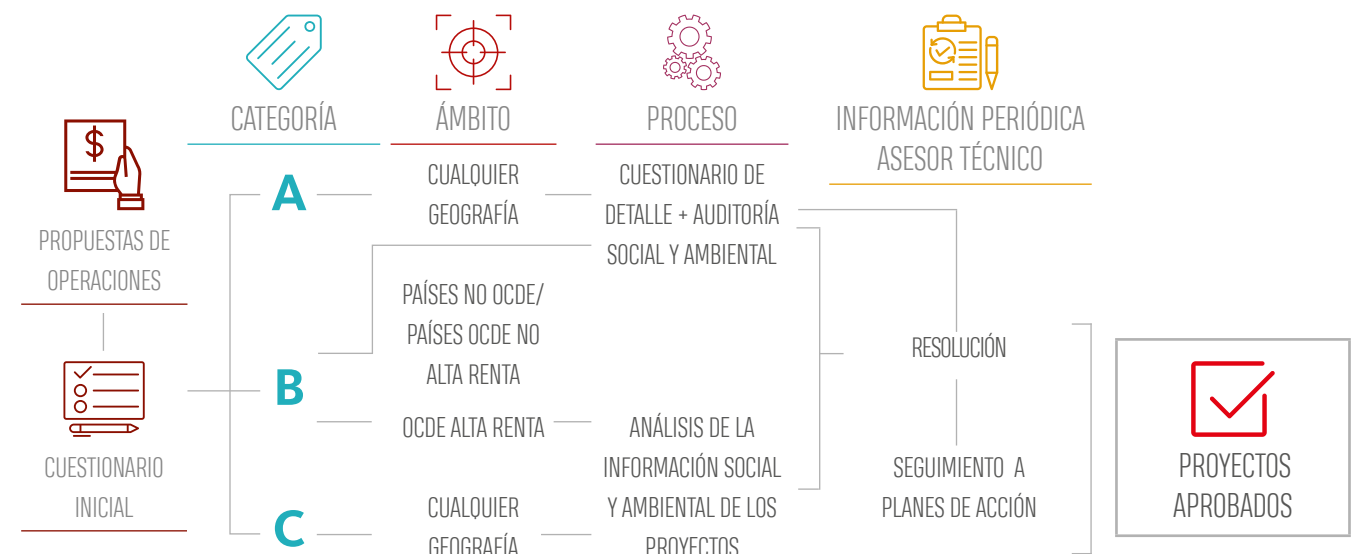 CATEGORÍA
ÁMBITO
PROCESO
INFORMACIÓN PERIÓDICA
ASESOR TÉCNICO
$
PROPUESTAS DE
OPERACIONES
CUESTIONARIO
INICIAL
A
CUALQUIER
GEOGRAFÍA
CUESTIONARIO DE
DETALLE + AUDITORÍA
SOCIAL Y AMBIENTAL
B
PAÍSES NO OCDE/
PAÍSES OCDE NO
ALTA RENTA
OCDE ALTA RENTA
ANÁLISIS DE LA
INFORMACIÓN SOCIAL
Y AMBIENTAL DE LOS
PROYECTOS
C
CUALQUIER
GEOGRAFÍA
RESOLUCIÓN
SEGUIMIENTO A
PLANES DE ACCIÓN
PROYECTOS
APROBADOS